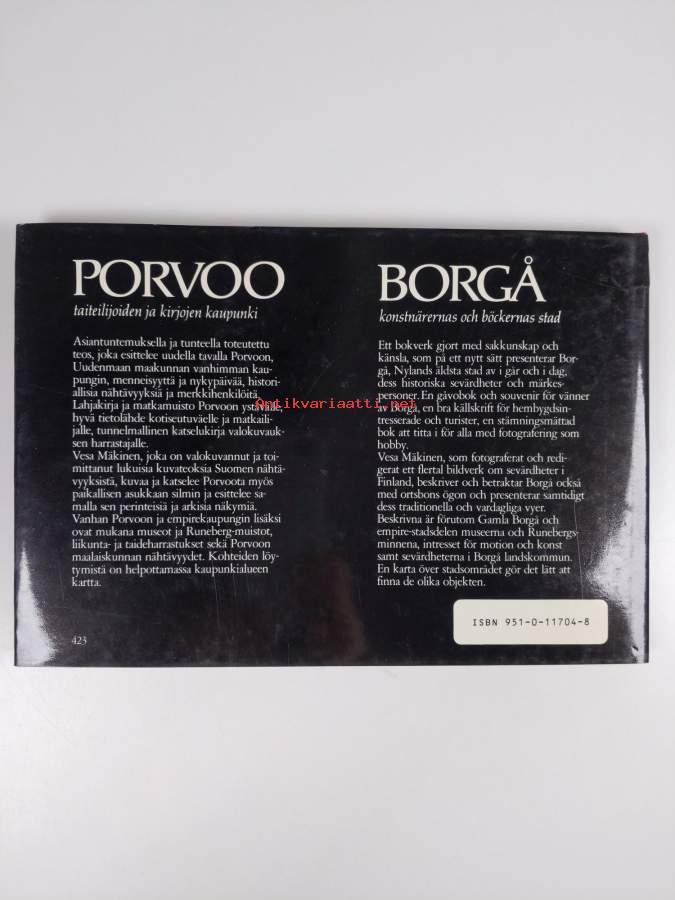 PORVOO
taiteilijoiden ja kirjojen kaupunki
Asiantuntemuksella ja tunteella toteutettu
teos, joka esittelee uudella tavalla Porvoon,
Uudenmaan maakunnan vanhimman kau-
pungin, menneisyyttä ja nykypäivää, histori-
allisia nähtävyyksiä ja merkkihenkilöitä.
Lahjakirja ja matkamuisto Porvoon ystäville,
hyvä tietolähde kotiseutuväelle ja matkaili-
jalle, tunnelmallinen katselukirja valokuvauk-
sen harrastajalle.
Vesa Mäkinen, joka on valokuvannut ja toi-
mittanut lukuisia kuvateoksia Suomen nähtä-
vyyksistä, kuvaa ja katselee Porvoota myös
paikallisen asukkaan silmin ja esittelee sa-
malla sen perinteisiä ja arkisia näkymiä.
Vanhan Porvoon ja empirekaupungin lisäksi
ovat mukana museot ja Runeberg-muistot,
liikunta- ja taideharrastukset sekä Porvoon
maalaiskunnan nähtävyydet. Kohteiden löy-
tymistä on helpottamassa kaupunkialueen
kartta.
423
BORGÅ
konstnärernas och böckernas stad
Ett bokverk gjort med sakkunskap och
känsla, som på ett nytt sätt presenterar Bor-
gå, Nylands äldsta stad av i går och i dag,
dess historiska sevärdheter och märkes-
personer. En gåvobok och souvenir för vänner
av Borgå, en bra källskrift för hembygdsin-
tresserade och turister, en stämningsmättad
bok att titta i för alla med fotografering som
hobby.
Vesa Mäkinen, som fotograferat och redi-
gerat ett flertal bildverk om sevärdheter i
Finland, beskriver och betraktar Borgå också
med ortsbons ögon och presenterar samtidigt
dess traditionella och vardagliga vyer.
Beskrivna är förutom Gamla Borgå och
empire-stadsdelen museerna och Runebergs-
minnena, intresset för motion och konst
samt sevärdheterna i Borgå landskommun.
En karta över stadsområdet gör det lätt att
finna de olika objekten.
ISBN 951-0-11704-8
Antikvariaatti.net